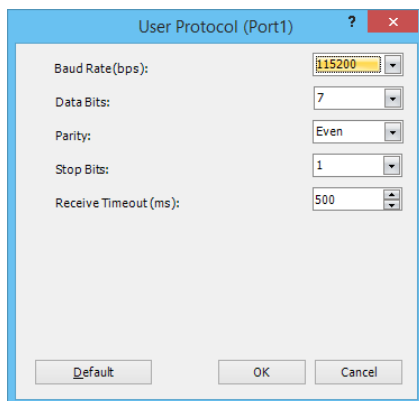 User Protocol (Port1) ? ×
Baud Rate(bps): 115200
Data Bits: 7
Parity: Even
Stop Bits: 1
Receive Timeout (ms): 500
Default OK Cancel